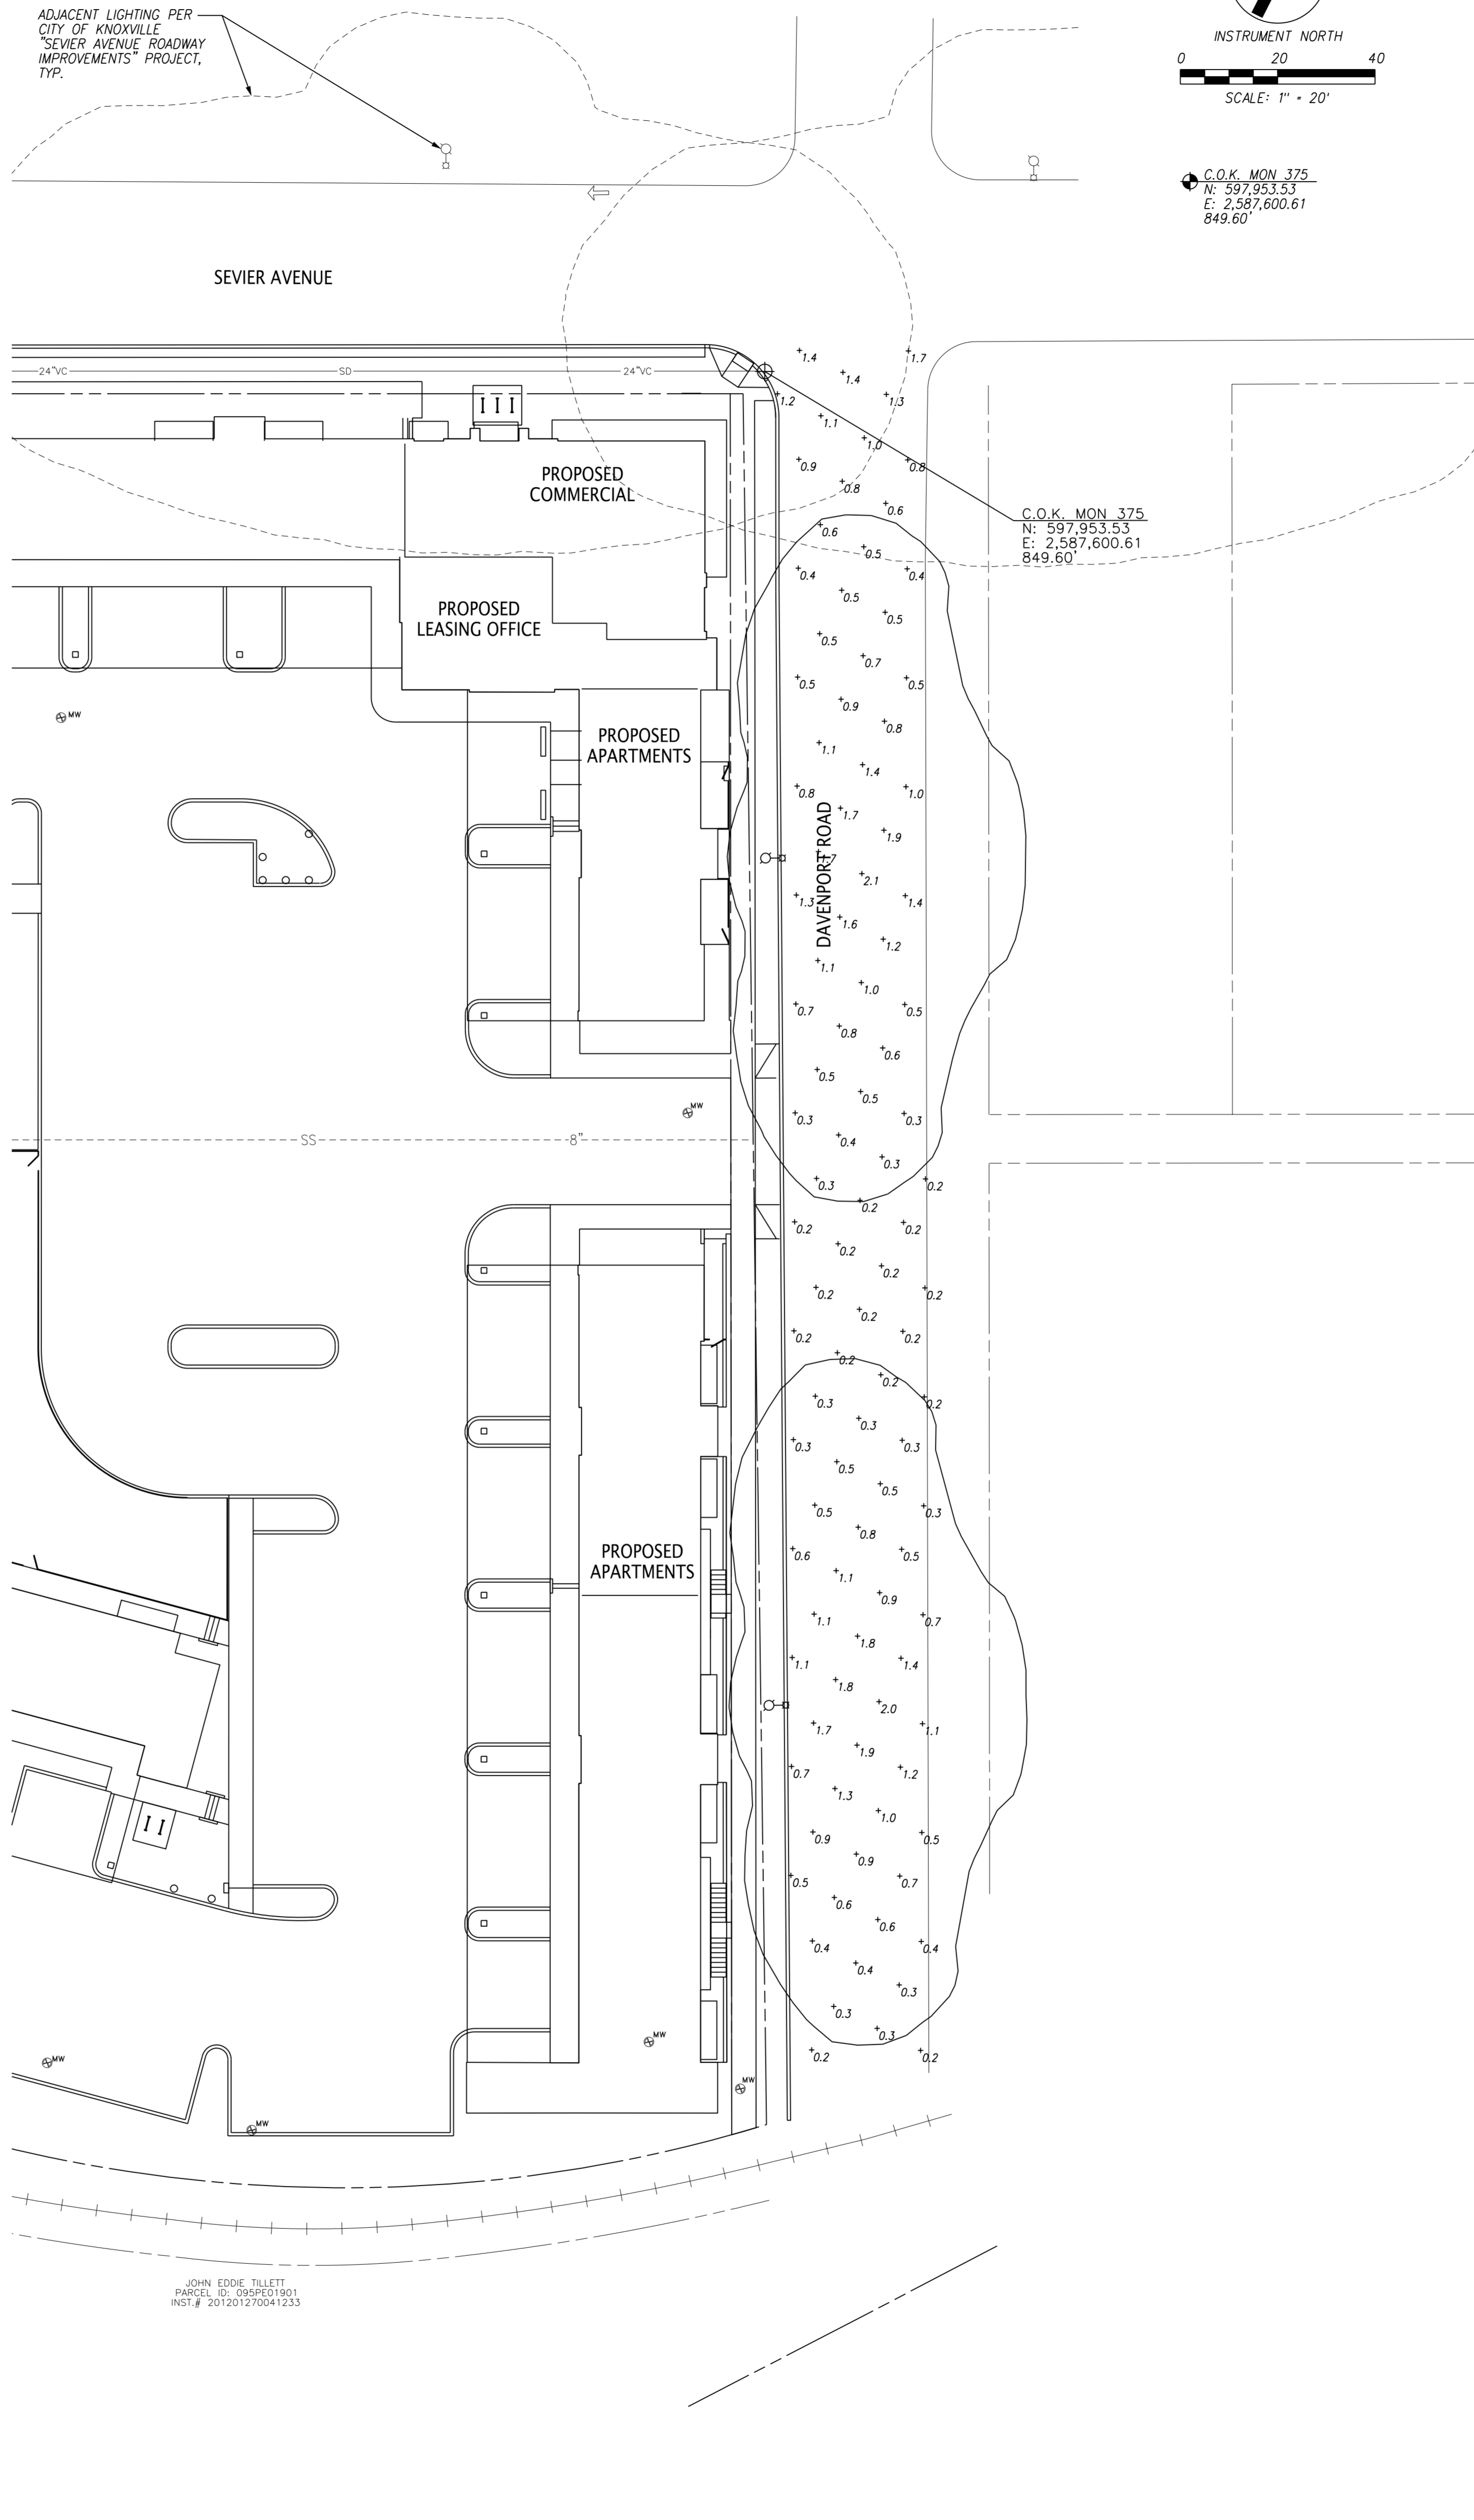 ADJACENT LIGHTING PER
CITY OF KNOXVILLE
"SEVIER AVENUE ROADWAY
IMPROVEMENTS" PROJECT,
TYP.
INSTRUMENT NORTH
0 20 40
SCALE: 1" = 20'
C.O.K. MON 375
N: 597,953.53
E: 2,587,600.61
849.60'
SEVIER AVENUE
24"VC SD 24"VC
1.4 1.7
1.4
1.2 1.3
1.1
1.0
0.9 0.8
0.8
0.6
PROPOSED
COMMERCIAL
C.O.K. MON 375
N: 597,953.53
E: 2,587,600.61
849.60'
0.6
0.5
0.4 0.4
0.5
0.5
PROPOSED
LEASING OFFICE
0.5
0.7
0.5 0.5
0.9
MW
0.8
PROPOSED
APARTMENTS
1.1
1.4
0.8 1.0
1.7
1.9
DAVENPORT ROAD
2.1
1.3 1.4
1.6
1.2
1.1
1.0
0.7 0.5
0.8
0.6
0.5
0.5
MW
0.3 0.3
SS 8"
0.4
0.3
0.3 0.2
0.2
0.2 0.2
0.2
0.2
0.2 0.2
0.2
0.2 0.2
0.2
0.2
0.3 0.2
0.3
0.3 0.3
0.5
0.5
0.5 0.3
0.8
0.6 0.5
PROPOSED
APARTMENTS
1.1
0.9
1.1 0.7
1.8
1.1 1.4
1.8
2.0
1.7 1.1
1.9
0.7 1.2
1.3
1.0
0.9 0.5
0.9
0.5 0.7
0.6
0.6
0.4 0.4
0.4
0.3
0.3
0.3
MW
0.2 0.2
MW
MW
MW
JOHN EDDIE TILLETT
PARCEL ID: 095PE01901
INST.# 201201270041233